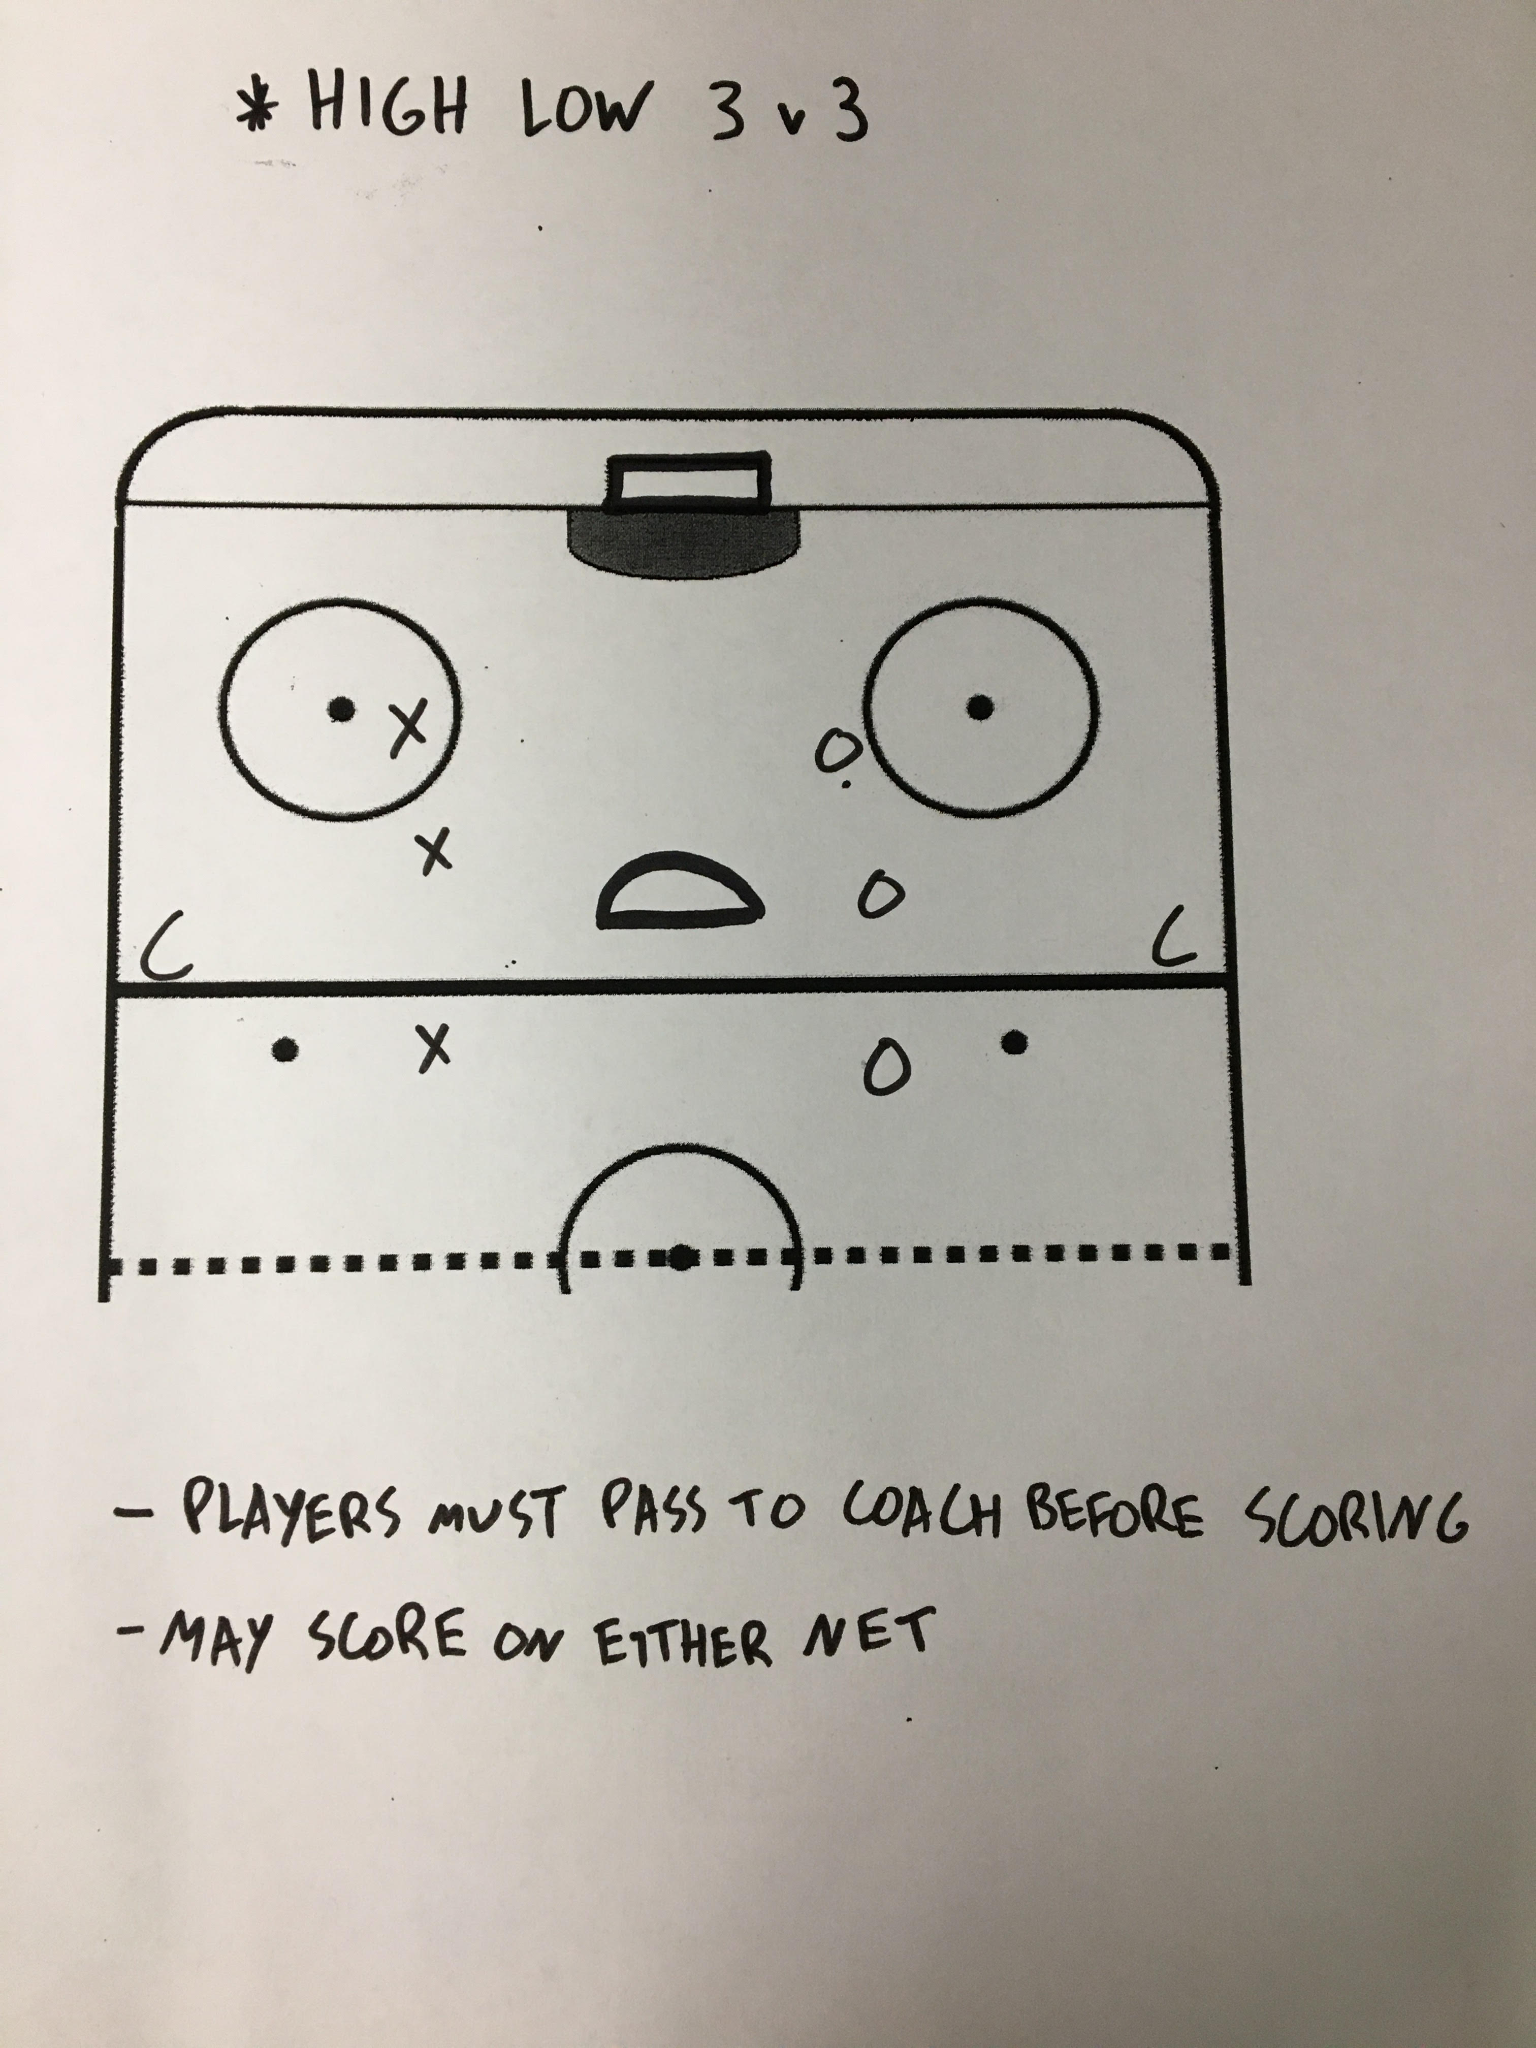 * HIGH LOW 3 v 3
X
O
X
O
C
C
X
O
- PLAYERS MUST PASS TO COACH BEFORE SCORING
- MAY SCORE ON EITHER NET